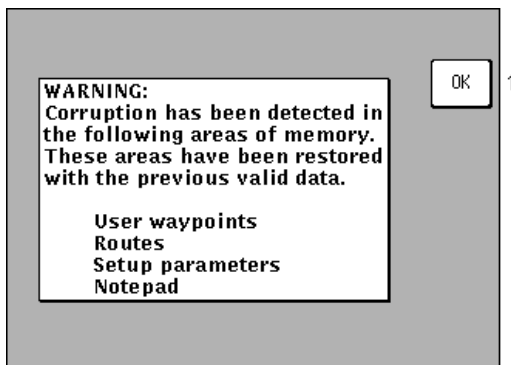 WARNING:
Corruption has been detected in
the following areas of memory.
These areas have been restored
with the previous valid data.
User waypoints
Routes
Setup parameters
Notepad
OK